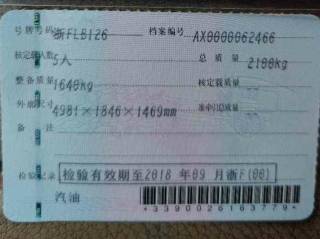 号牌号码 浙FLB126 档案编号 AX0000062466
核定载人数 5人 总质量 2100kg
整备质量 1640kg 核定载质量 --
外廓尺寸 4981×1846×1469mm 准牵引总质量 --
备注
检验记录 检验有效期至2018 年09 月浙F(00)
汽油
*3390026163779*